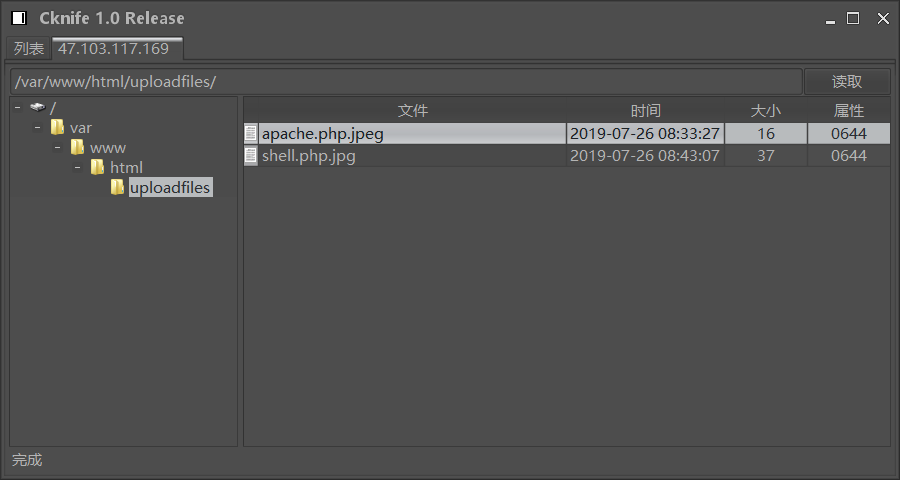 Cknife 1.0 Release
列表 47.103.117.169
/var/www/html/uploadfiles/ 读取
/
var
www
html
uploadfiles
文件 时间 大小 属性
apache.php.jpeg 2019-07-26 08:33:27 16 0644
shell.php.jpg 2019-07-26 08:43:07 37 0644
完成